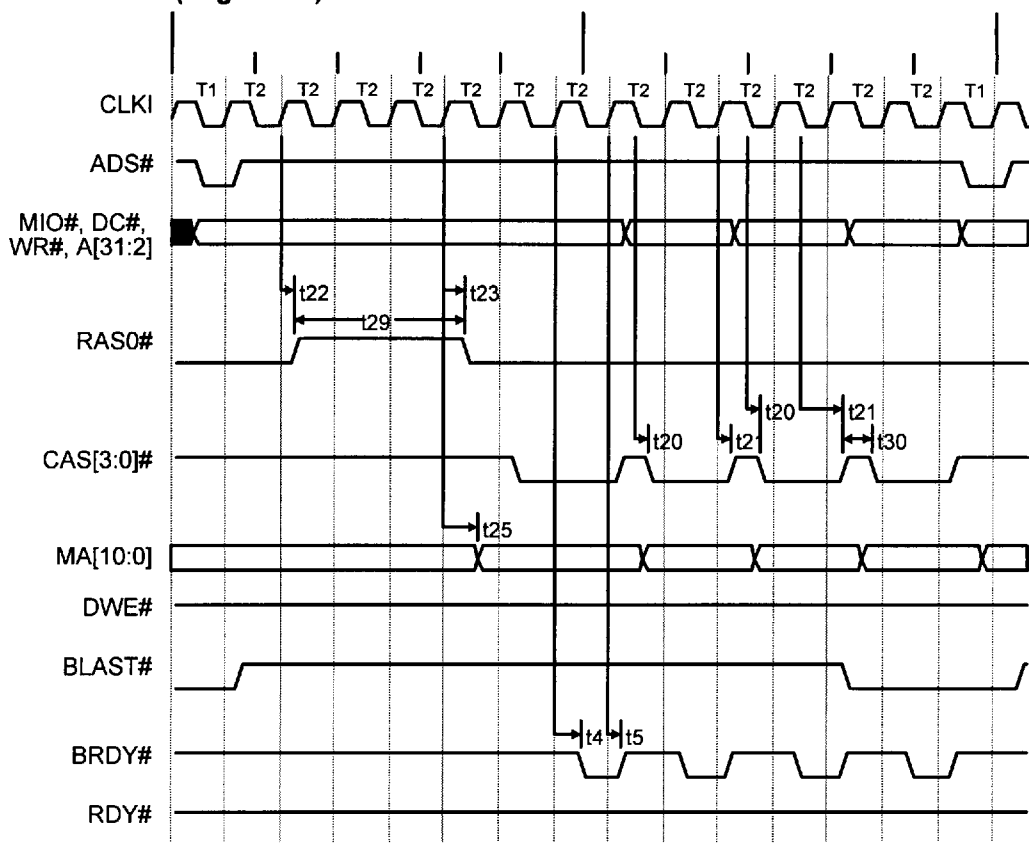 T1 T2 T2 T2 T2 T2 T2 T2 T2 T2 T2 T2 T2 T1
CLKI
ADS#
MIO#, DC#,
WR#, A[31:2]
t22 t23
t29
RAS0#
t20 t21
t20 t21 t30
CAS[3:0]#
t25
MA[10:0]
DWE#
BLAST#
t4 t5
BRDY#
RDY#